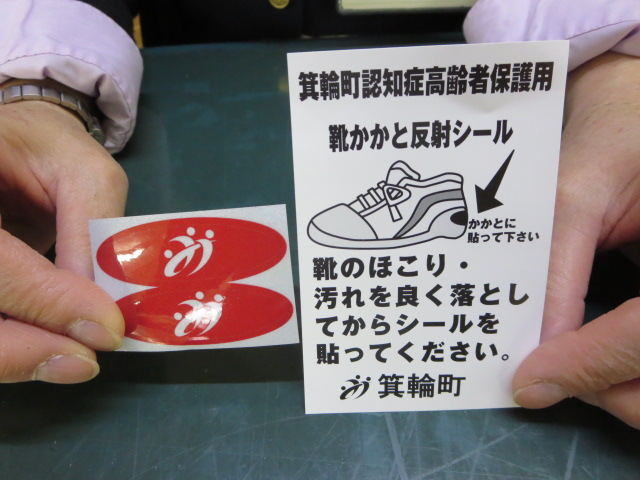 箕輪町認知症高齢者保護用
靴かかと反射シール
かかとに
貼って下さい
靴のほこり・
汚れを良く落とし
てからシールを
貼ってください。
箕輪町